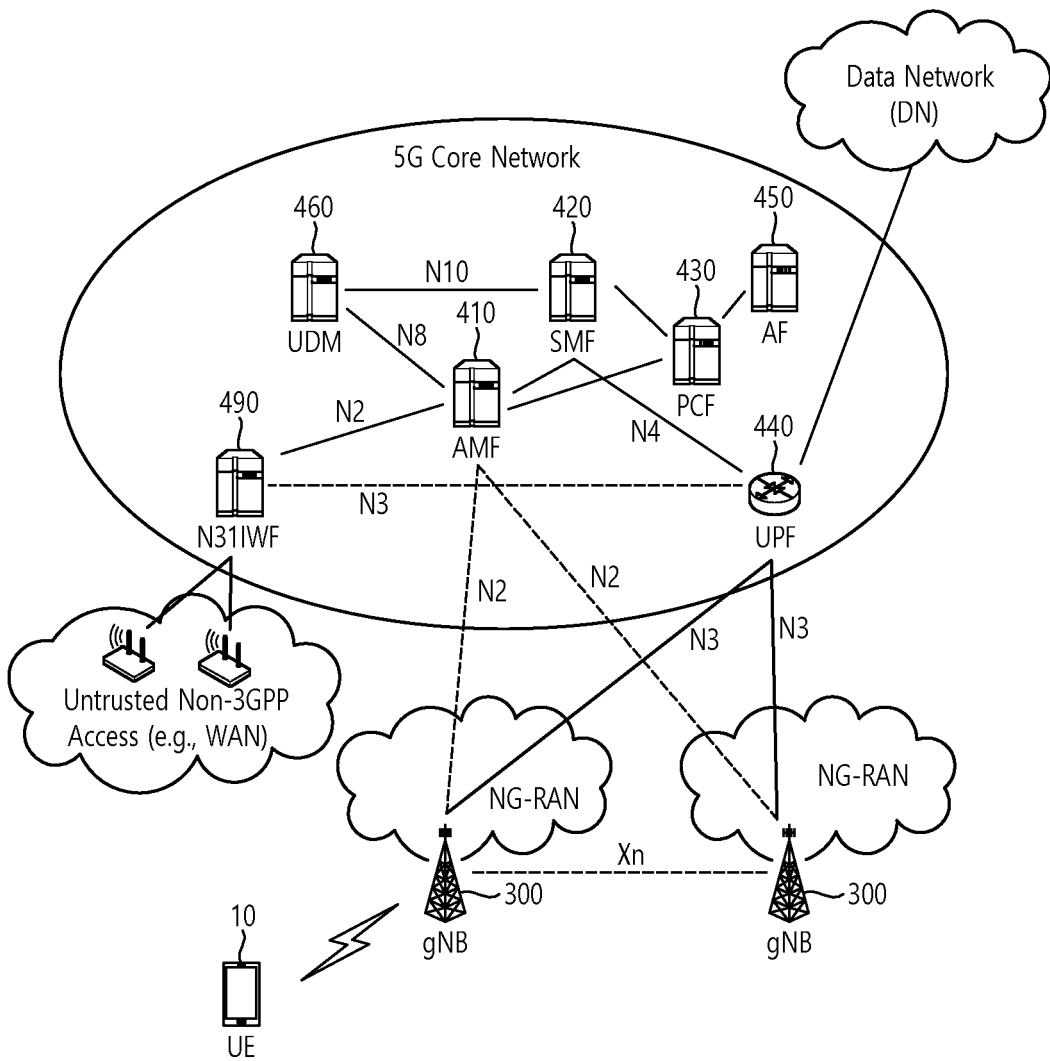 Data Network
(DN)
5G Core Network
460
420
450
N10
430
410
UDM
N8
SMF
AF
PCF
490
N2
AMF
N4
440
N3
N31IWF
UPF
N2
N2
N3
N3
Untrusted Non-3GPP
Access (e.g., WAN)
NG-RAN
NG-RAN
Xn
300
300
gNB
gNB
10
UE